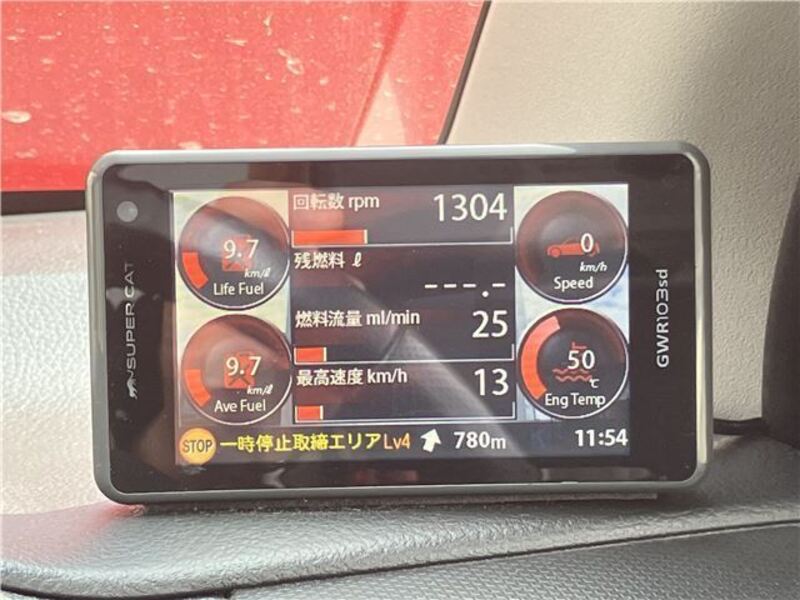 SUPER CAT
9.7
km/ℓ
Life Fuel
9.7
km/ℓ
Ave Fuel
回転数 rpm 1304
残燃料 ℓ
---.-
燃料流量 ml/min 25
最高速度 km/h 13
0
km/h
Speed
50
℃
Eng Temp
STOP 一時停止取締エリアLv4 780m 11:54
GWR103sd